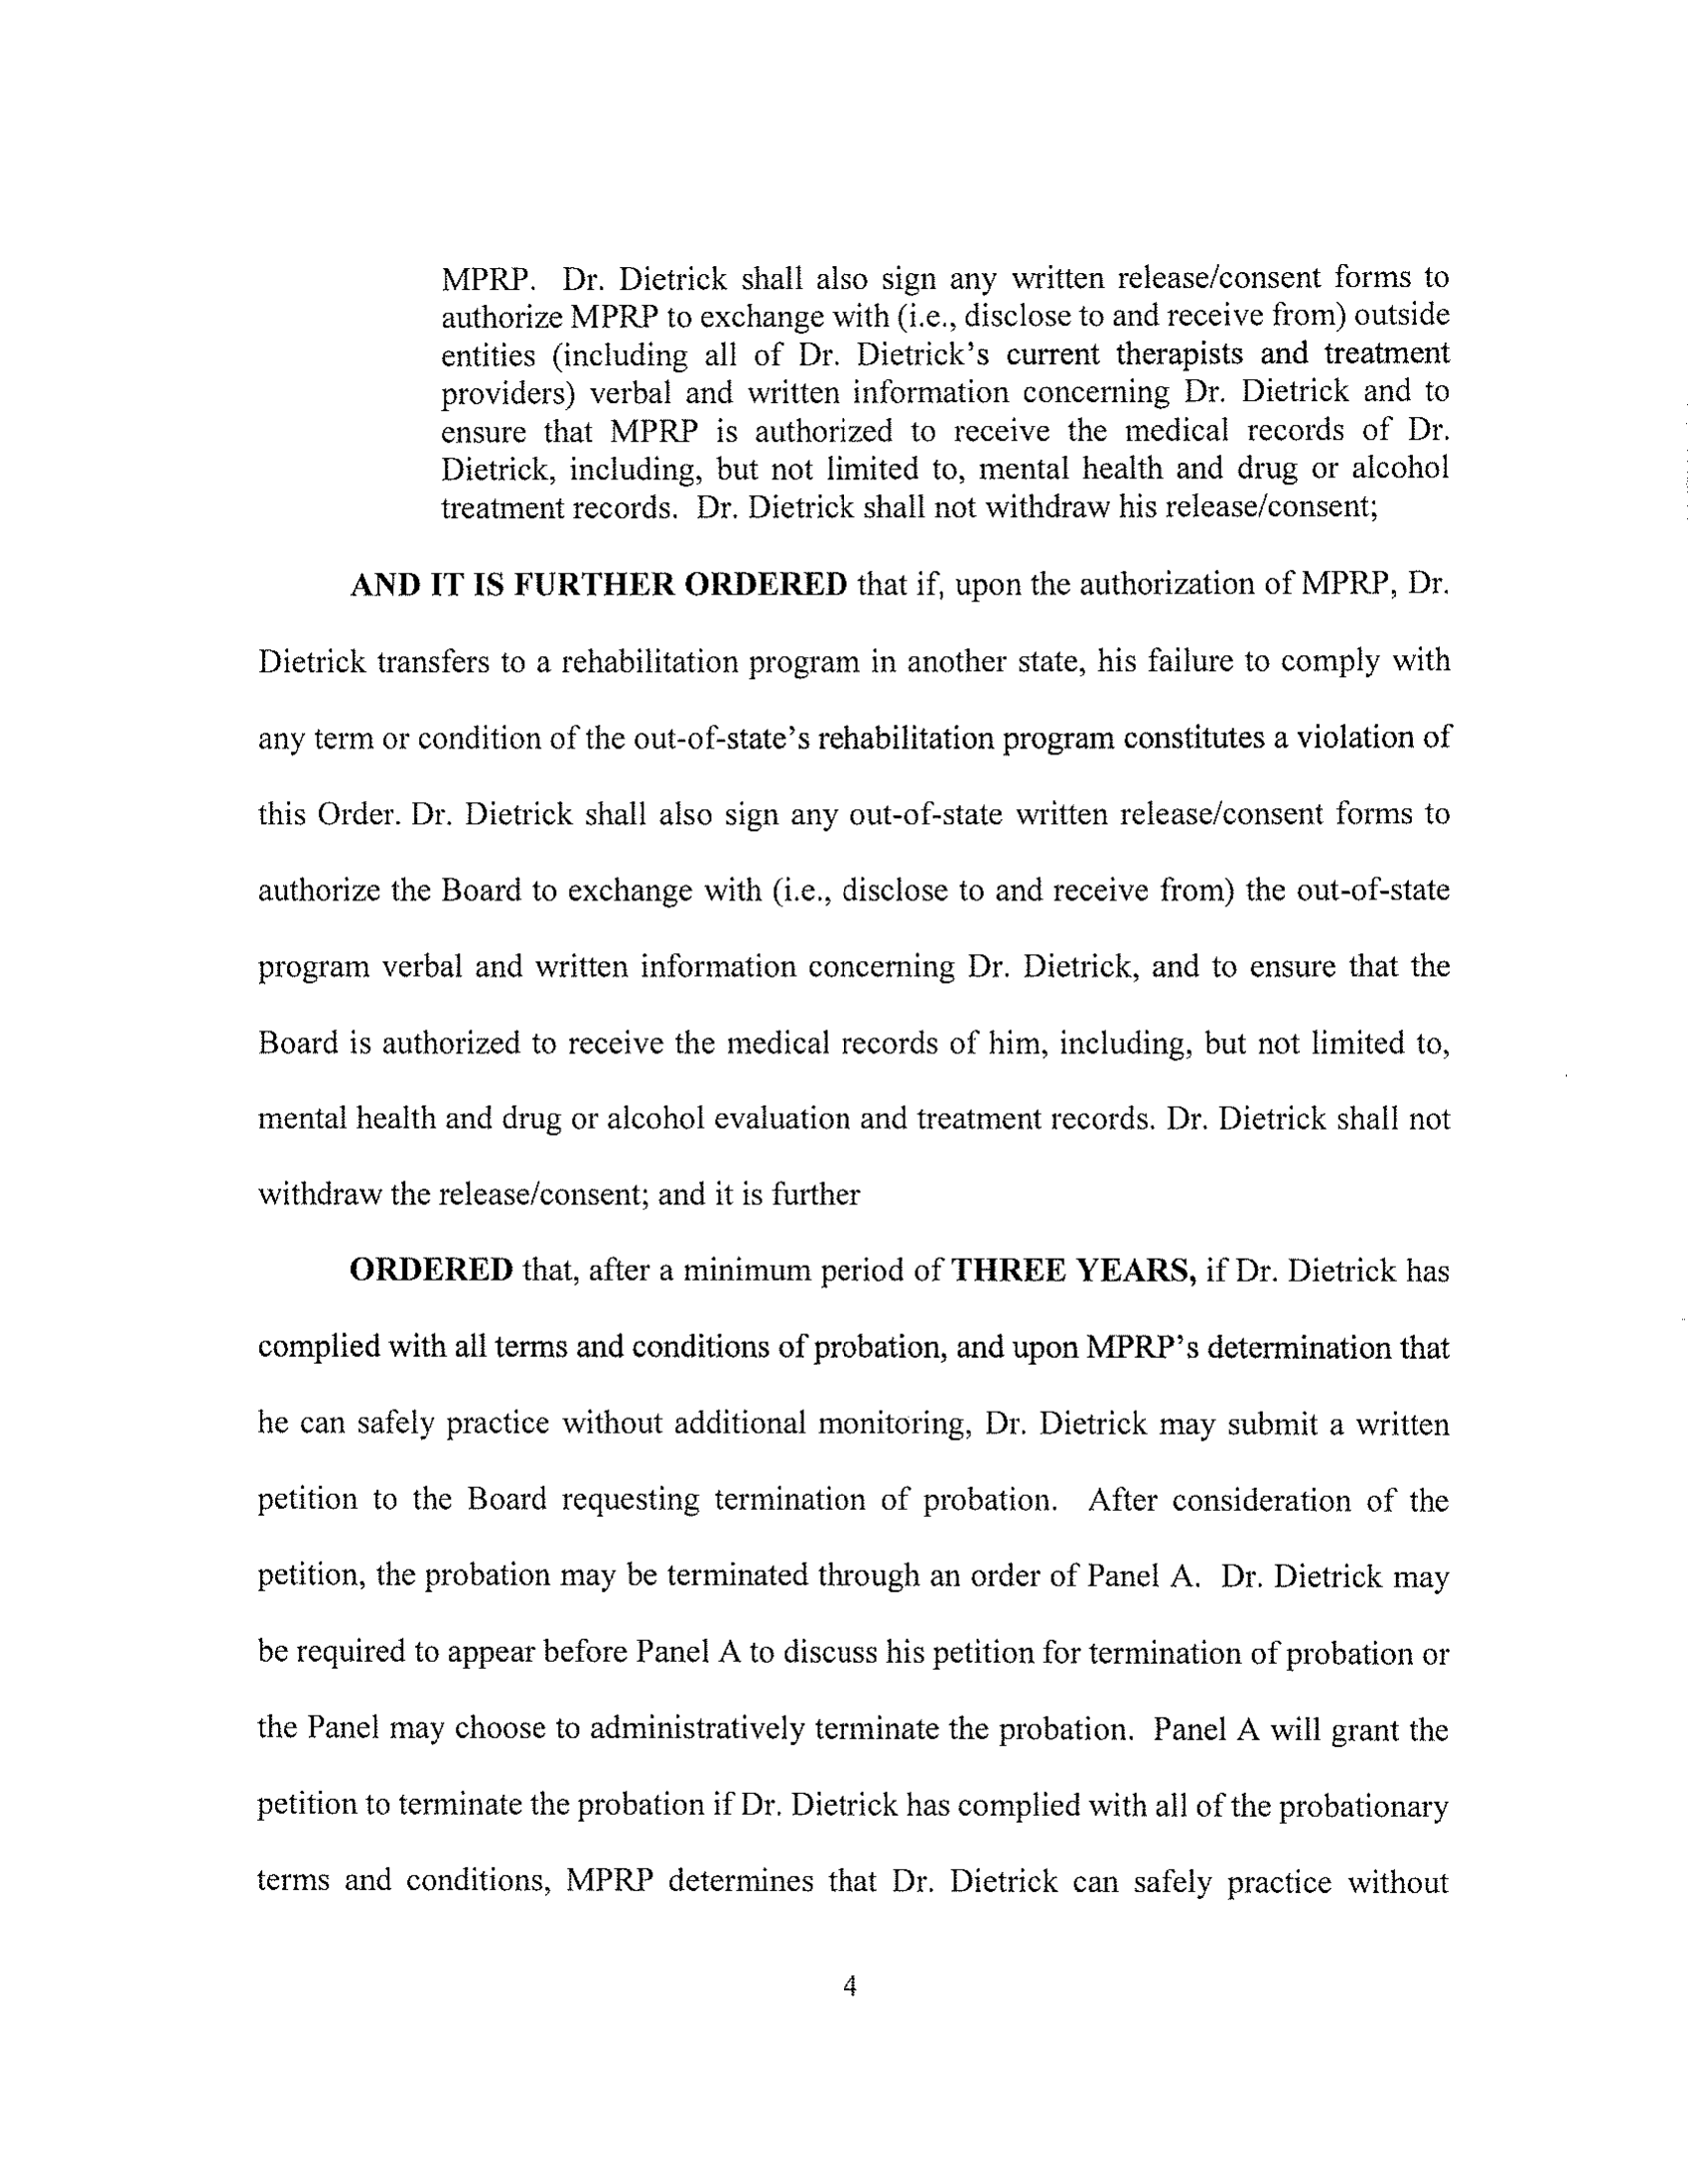 MPRP. Dr. Dietrick shall also sign any written release/consent forms to
authorize MPRP to exchange with (i.e., disclose to and receive from) outside
entities (including all of Dr. Dietrick's current therapists and treatment
providers) verbal and written information concerning Dr. Dietrick and to
ensure that MPRP is authorized to receive the medical records of Dr.
Dietrick, including, but not limited to, mental health and drug or alcohol
treatment records. Dr. Dietrick shall not withdraw his release/consent;
AND IT IS FURTHER ORDERED that if, upon the authorization of MPRP, Dr.
Dietrick transfers to a rehabilitation program in another state, his failure to comply with
any term or condition of the out-of-state's rehabilitation program constitutes a violation of
this Order. Dr. Dietrick shall also sign any out-of-state written release/consent forms to
authorize the Board to exchange with (i.e., disclose to and receive from) the out-of-state
program verbal and written information concerning Dr. Dietrick, and to ensure that the
Board is authorized to receive the medical records of him, including, but not limited to,
mental health and drug or alcohol evaluation and treatment records. Dr. Dietrick shall not
withdraw the release/consent; and it is further
ORDERED that, after a minimum period of THREE YEARS, if Dr. Dietrick has
complied with all terms and conditions of probation, and upon MPRP's determination that
he can safely practice without additional monitoring, Dr. Dietrick may submit a written
petition to the Board requesting termination of probation. After consideration of the
petition, the probation may be terminated through an order of Panel A. Dr. Dietrick may
be required to appear before Panel A to discuss his petition for termination of probation or
the Panel may choose to administratively terminate the probation. Panel A will grant the
petition to terminate the probation if Dr. Dietrick has complied with all of the probationary
terms and conditions, MPRP determines that Dr. Dietrick can safely practice without
4